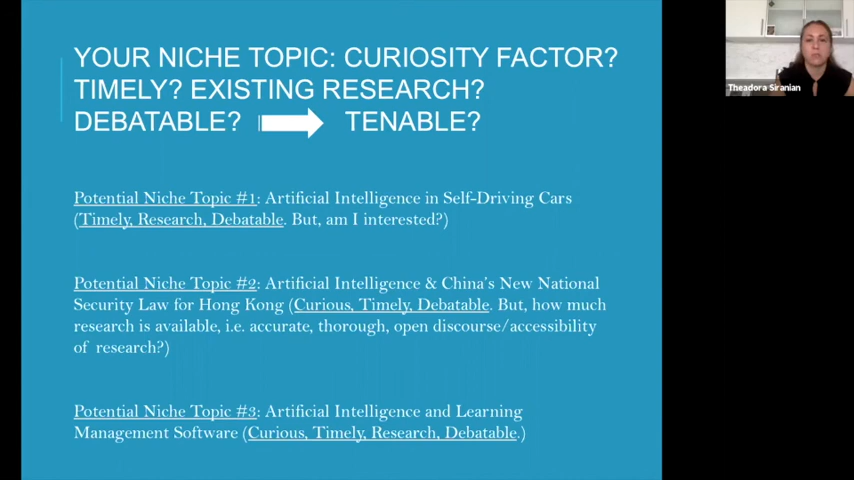 YOUR NICHE TOPIC: CURIOSITY FACTOR?
TIMELY? EXISTING RESEARCH?
DEBATABLE? TENABLE?
Theadora Siranian
Potential Niche Topic #1: Artificial Intelligence in Self-Driving Cars
(Timely, Research, Debatable. But, am I interested?)
Potential Niche Topic #2: Artificial Intelligence & China's New National
Security Law for Hong Kong (Curious, Timely, Debatable. But, how much
research is available, i.e. accurate, thorough, open discourse/accessibility
of research?)
Potential Niche Topic #3: Artificial Intelligence and Learning
Management Software (Curious, Timely, Research, Debatable.)